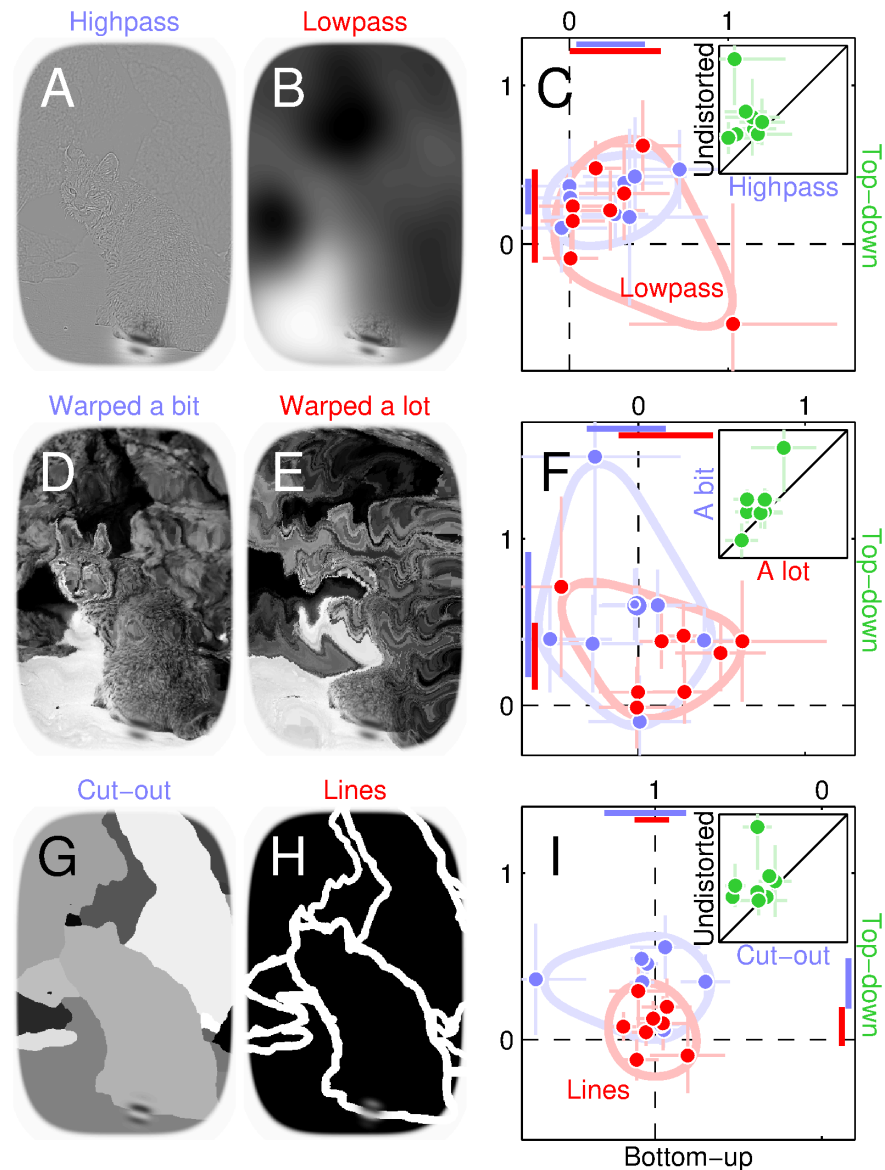 Highpass
Lowpass
0
1
A
B
C
1
0
Undistorted
Highpass
Lowpass
Top−down
Warped a bit
Warped a lot
0
1
D
E
F
1
0
A bit
A lot
Top−down
Cut−out
Lines
1
0
G
H
I
1
0
Undistorted
Cut−out
Lines
Top−down
Bottom−up